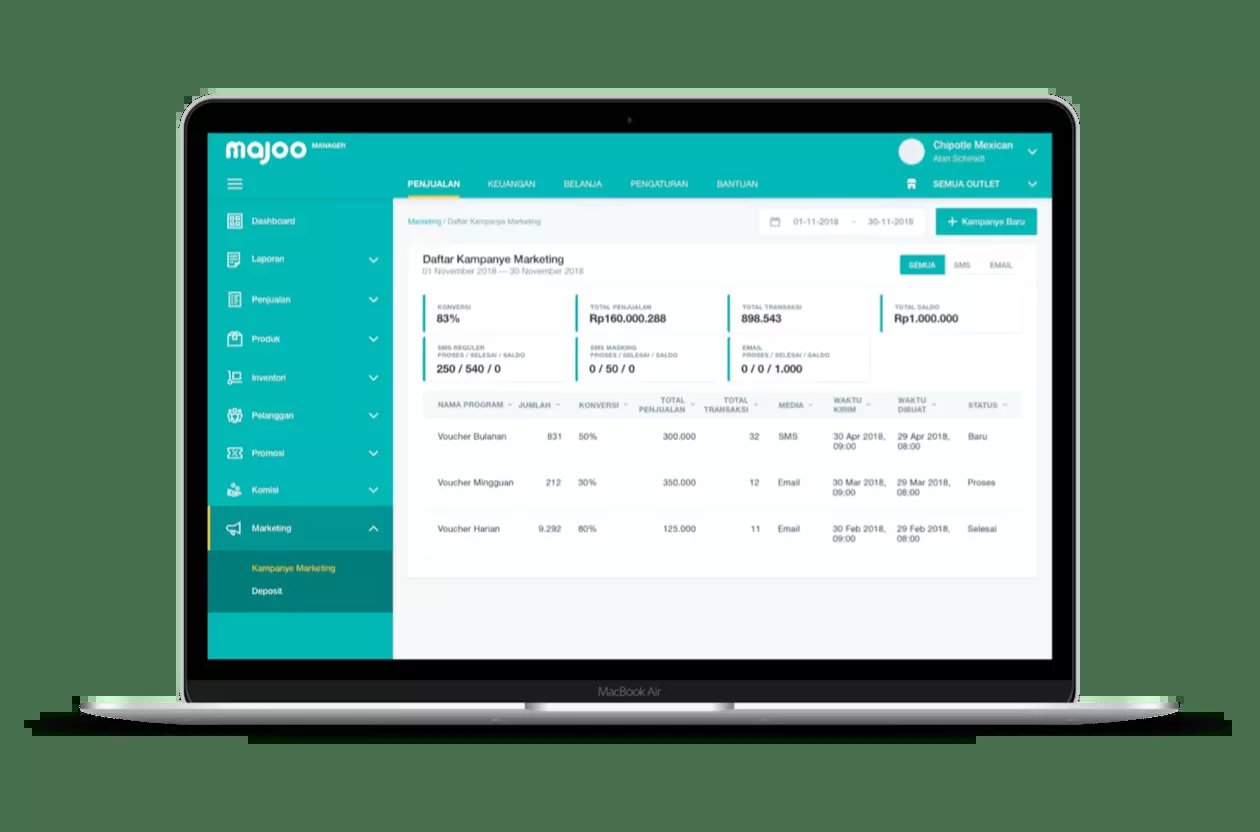 majoo MANAGER
Chipotle Mexican
Alan Schmidt
PENJUALAN KEUANGAN BELANJA PENGATURAN BANTUAN
SEMUA OUTLET
Dashboard
Laporan
Penjualan
Produk
Inventori
Pelanggan
Promosi
Komisi
Marketing
Kampanye Marketing
Deposit
Marketing / Daftar Kampanye Marketing
01-11-2018 - 30-11-2018
+ Kampanye Baru
Daftar Kampanye Marketing
01 November 2018 — 30 November 2018
SEMUA SMS EMAIL
KONVERSI
83%
TOTAL PENJUALAN
Rp160.000.288
TOTAL TRANSAKSI
898.543
TOTAL SALDO
Rp1.000.000
SMS REGULER
PROSES / SELESAI / SALDO
250 / 540 / 0
SMS MASKING
PROSES / SELESAI / SALDO
0 / 50 / 0
EMAIL
PROSES / SELESAI / SALDO
0 / 0 / 1.000
NAMA PROGRAM JUMLAH KONVERSI TOTAL PENJUALAN TOTAL TRANSAKSI MEDIA WAKTU KIRIM WAKTU DIBUAT STATUS
Voucher Bulanan 831 50% 300.000 32 SMS 30 Apr 2018, 09:00 29 Apr 2018, 08:00 Baru
Voucher Mingguan 212 30% 350.000 12 Email 30 Mar 2018, 09:00 29 Mar 2018, 08:00 Proses
Voucher Harian 9.292 80% 125.000 11 Email 30 Feb 2018, 09:00 29 Feb 2018, 08:00 Selesai
MacBook Air